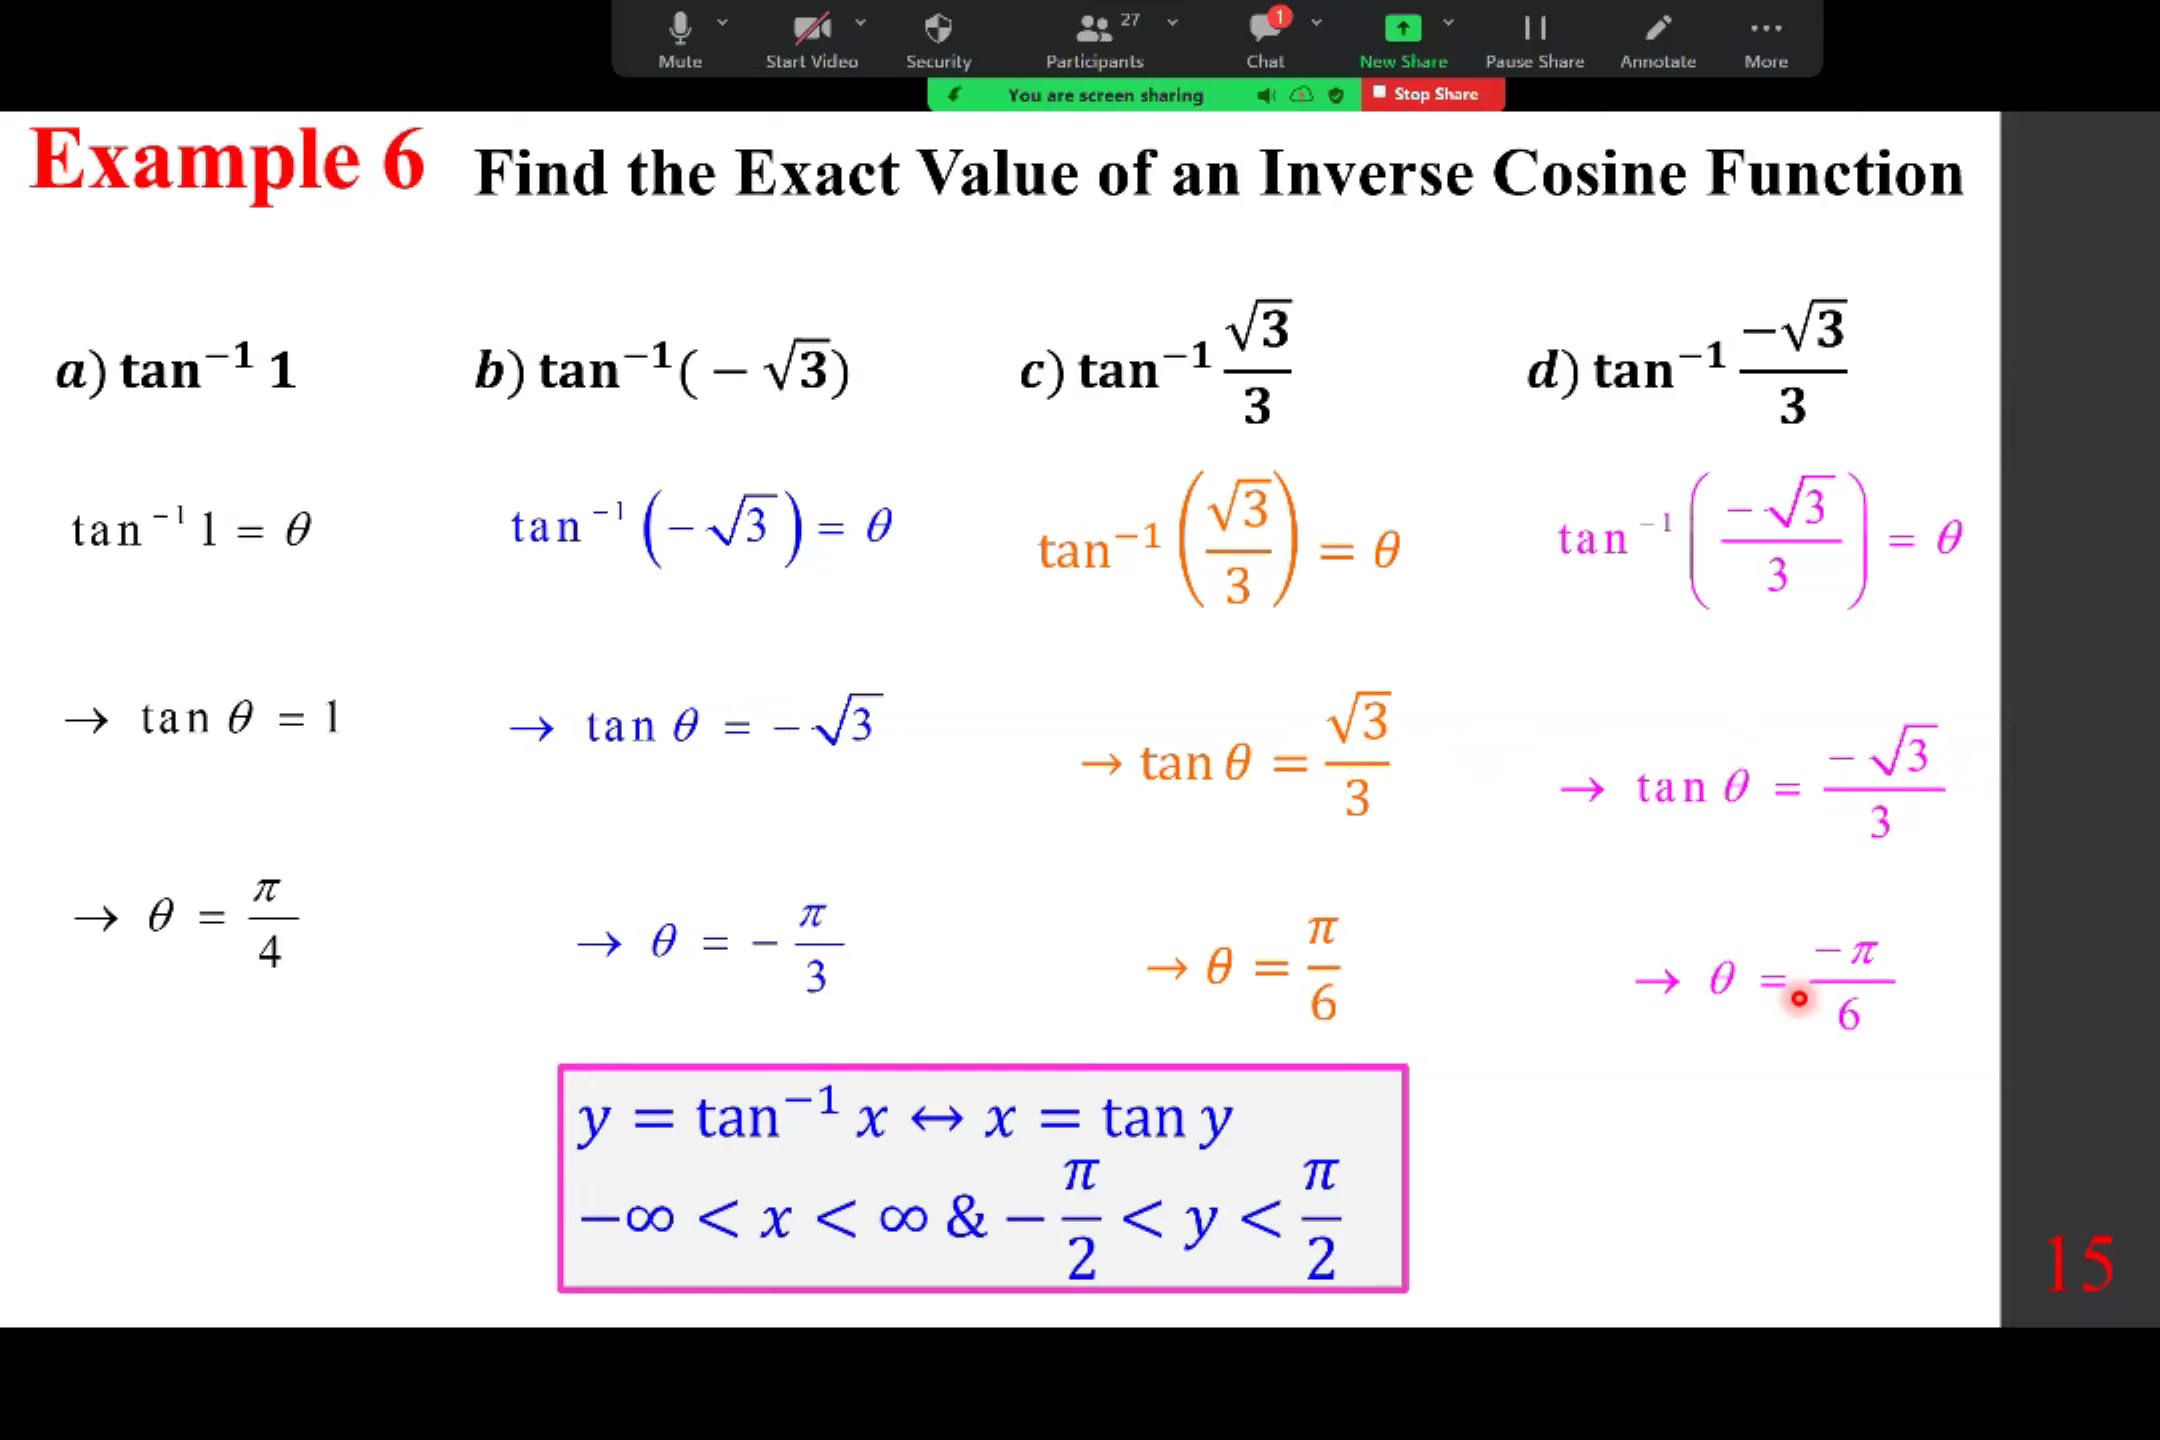 Mute
Start Video
Security
27
Participants
1
Chat
New Share
Pause Share
Annotate
More
You are screen sharing
Stop Share
Example 6 Find the Exact Value of an Inverse Cosine Function
a) tan⁻¹ 1
b) tan⁻¹(− √3)
c) tan⁻¹ √3/3
d) tan⁻¹ −√3/3
tan⁻¹ 1 = θ
tan⁻¹ (−√3) = θ
tan⁻¹ (√3/3) = θ
tan⁻¹ (−√3/3) = θ
→ tan θ = 1
→ tan θ = −√3
→ tan θ = √3/3
→ tan θ = −√3/3
→ θ = π/4
→ θ = −π/3
→ θ = π/6
→ θ = −π/6
y = tan⁻¹ x ↔ x = tan y
−∞ < x < ∞ & −π/2 < y < π/2
15